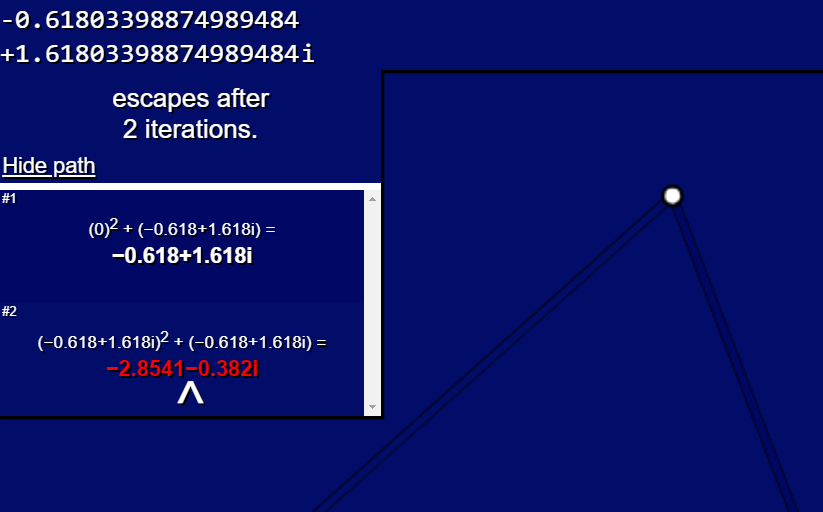 -0.61803398874989484
+1.61803398874989484i
escapes after
2 iterations.
Hide path
#1
(0)² + (−0.618+1.618i) =
−0.618+1.618i
#2
(−0.618+1.618i)² + (−0.618+1.618i) =
−2.8541−0.382i